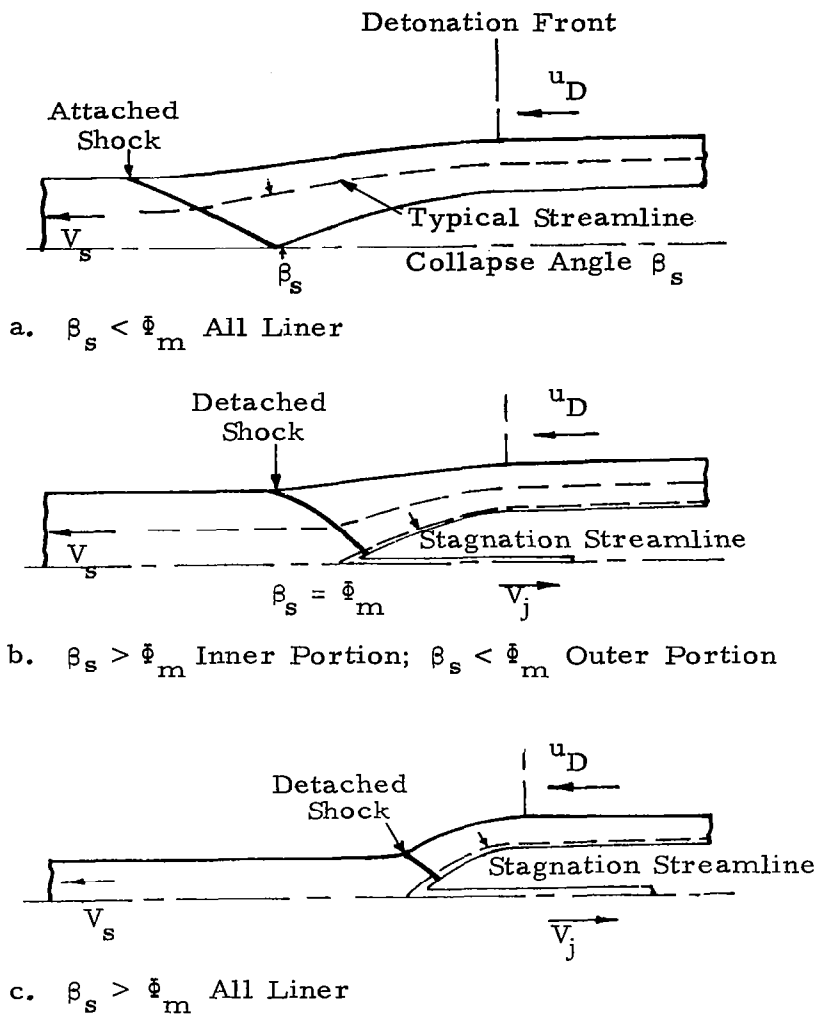 Detonation Front
u_D
Attached
Shock
Typical Streamline
V_s
β_s
Collapse Angle β_s
a. β_s < Φ_m All Liner
Detached
Shock
u_D
Stagnation Streamline
V_s
β_s = Φ_m
V_j
b. β_s > Φ_m Inner Portion; β_s < Φ_m Outer Portion
u_D
Detached
Shock
Stagnation Streamline
V_s
V_j
c. β_s > Φ_m All Liner